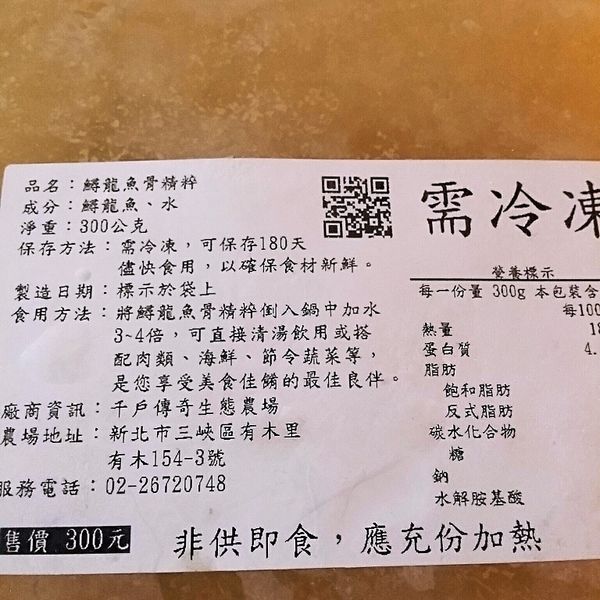 品名：鱘龍魚骨精粹
成分：鱘龍魚、水
淨重：300公克
保存方法：需冷凍，可保存180天
儘快食用，以確保食材新鮮。
製造日期：標示於袋上
食用方法：將鱘龍魚骨精粹倒入鍋中加水
3~4倍，可直接清湯飲用或搭
配肉類、海鮮、節令蔬菜等，
是您享受美食佳餚的最佳良伴。
廠商資訊：千戶傳奇生態農場
農場地址：新北市三峽區有木里
有木154-3號
服務電話：02-26720748
售價 300元
需冷凍
營養標示
每一份量 300g 本包裝含
每100
熱量
蛋白質 4.
脂肪
飽和脂肪
反式脂肪
碳水化合物
糖
鈉
水解胺基酸
非供即食，應充份加熱